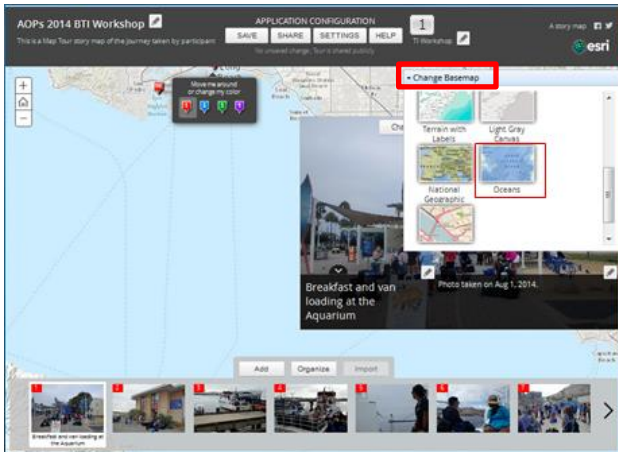 AOPs 2014 BTI Workshop
This is a Map Tour story map of the journey taken by participant
APPLICATION CONFIGURATION
SAVE SHARE SETTINGS HELP
No unsaved change, Tour is shared publicly
1
TI Workshop
A story map
esri
Change Basemap
Move me around
or change my color
Long
Beach
Terrain with
Labels
Light Gray
Canvas
National
Geographic
Oceans
Breakfast and van
loading at the
Aquarium
Photo taken on Aug 1, 2014.
Add Organize Import
1 2 3 4 5 6 7
Breakfast and van loading at
the Aquarium